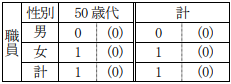 職員 性別 50歳代 計
男 0 (0) 0 (0)
女 1 (0) 1 (0)
計 1 (0) 1 (0)